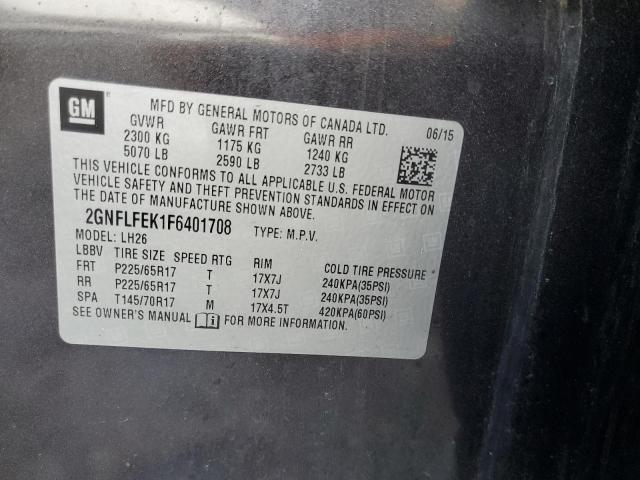 GM
MFD BY GENERAL MOTORS OF CANADA LTD. 06/15
GVWR GAWR FRT GAWR RR
2300 KG 1175 KG 1240 KG
5070 LB 2590 LB 2733 LB
THIS VEHICLE CONFORMS TO ALL APPLICABLE U.S. FEDERAL MOTOR
VEHICLE SAFETY AND THEFT PREVENTION STANDARDS IN EFFECT ON
THE DATE OF MANUFACTURE SHOWN ABOVE.
2GNFLFEK1F6401708 TYPE: M.P.V.
MODEL: LH26
LBBV TIRE SIZE SPEED RTG RIM COLD TIRE PRESSURE
FRT P225/65R17 T 17X7J 240KPA(35PSI)
RR P225/65R17 T 17X7J 240KPA(35PSI)
SPA T145/70R17 M 17X4.5T 420KPA(60PSI)
SEE OWNER'S MANUAL FOR MORE INFORMATION.